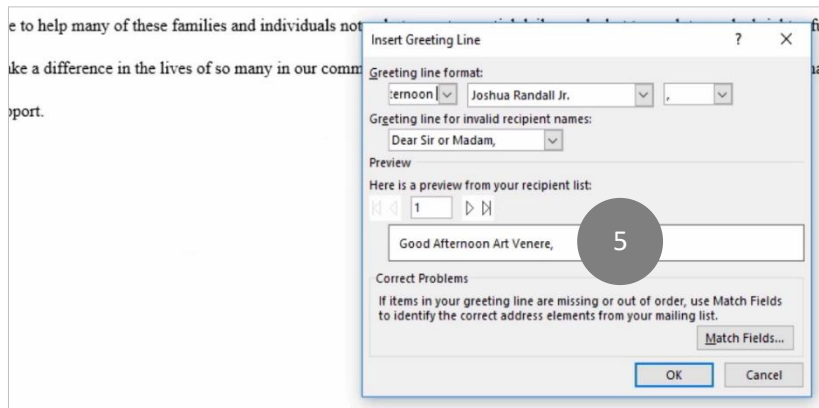 e to help many of these families and individuals not
Insert Greeting Line ? ✕
ke a difference in the lives of so many in our comm
Greeting line format:
ernoon Joshua Randall Jr. ,
pport.
Greeting line for invalid recipient names:
Dear Sir or Madam,
Preview
Here is a preview from your recipient list:
1
Good Afternoon Art Venere, 5
Correct Problems
If items in your greeting line are missing or out of order, use Match Fields
to identify the correct address elements from your mailing list.
Match Fields...
OK Cancel